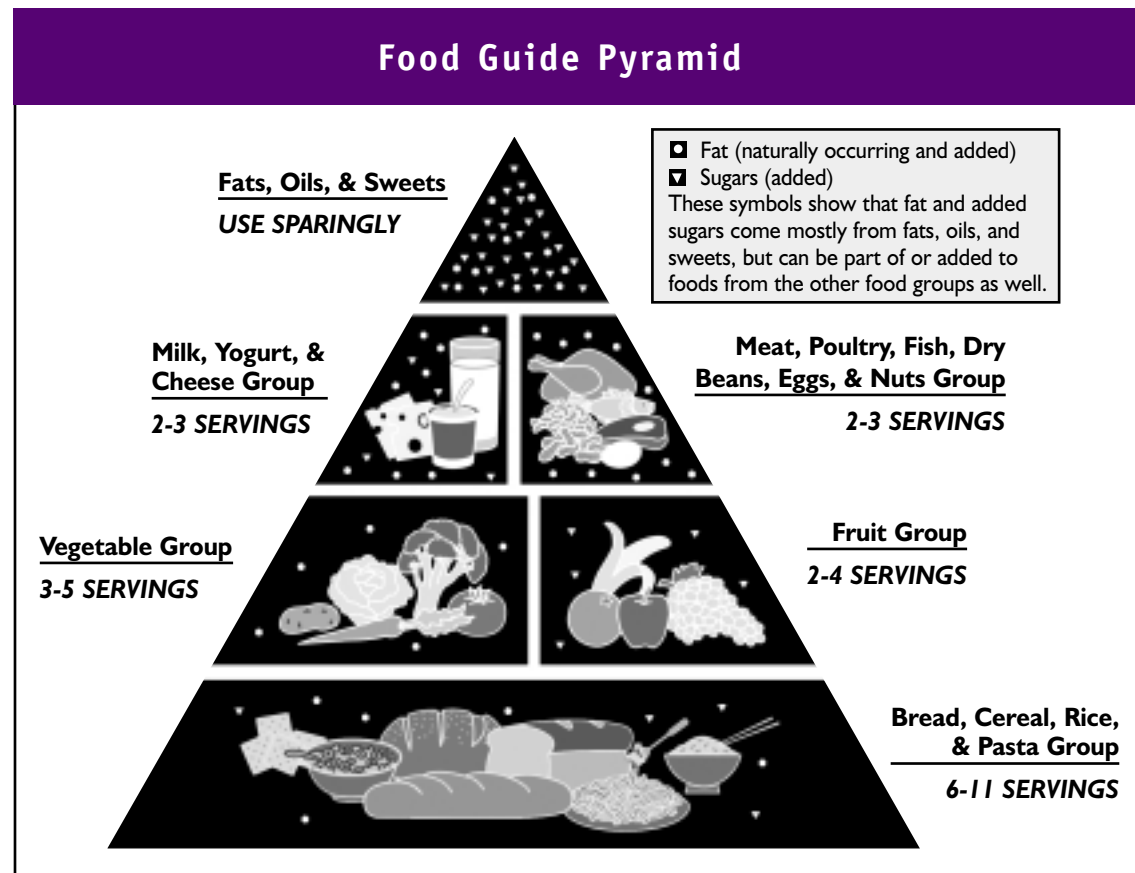 Food Guide Pyramid
Fats, Oils, & Sweets
USE SPARINGLY
Fat (naturally occurring and added)
Sugars (added)
These symbols show that fat and added
sugars come mostly from fats, oils, and
sweets, but can be part of or added to
foods from the other food groups as well.
Milk, Yogurt, &
Cheese Group
2-3 SERVINGS
Meat, Poultry, Fish, Dry
Beans, Eggs, & Nuts Group
2-3 SERVINGS
Vegetable Group
3-5 SERVINGS
Fruit Group
2-4 SERVINGS
Bread, Cereal, Rice,
& Pasta Group
6-11 SERVINGS